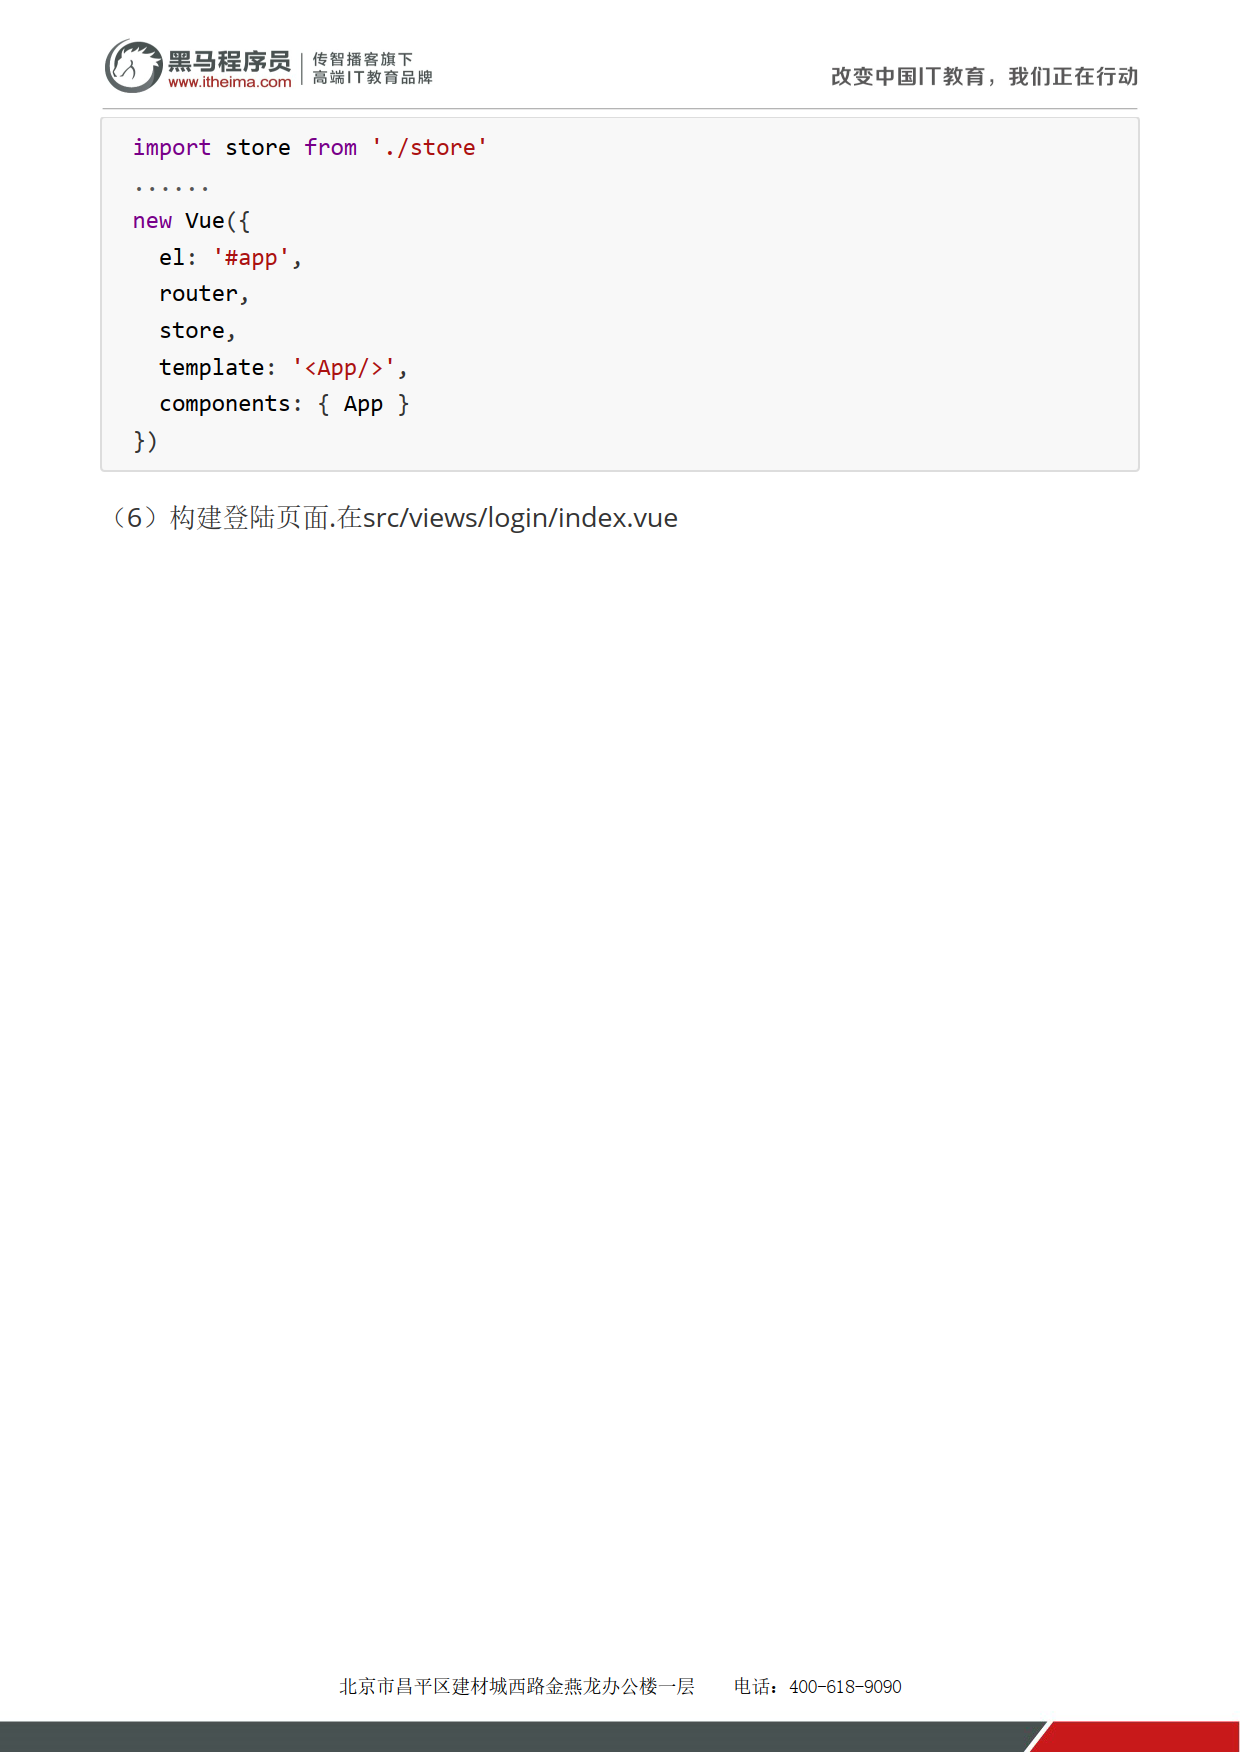 黑马程序员
www.itheima.com
传智播客旗下
高端IT教育品牌
改变中国IT教育，我们正在行动
import store from './store'
......
new Vue({
  el: '#app',
  router,
  store,
  template: '<App/>',
  components: { App }
})
（6）构建登陆页面.在src/views/login/index.vue
北京市昌平区建材城西路金燕龙办公楼一层 电话：400-618-9090